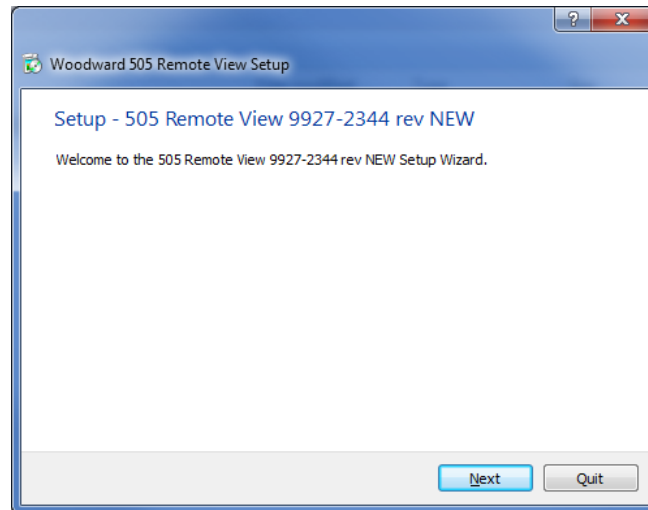 Woodward 505 Remote View Setup
Setup - 505 Remote View 9927-2344 rev NEW
Welcome to the 505 Remote View 9927-2344 rev NEW Setup Wizard.
Next Quit